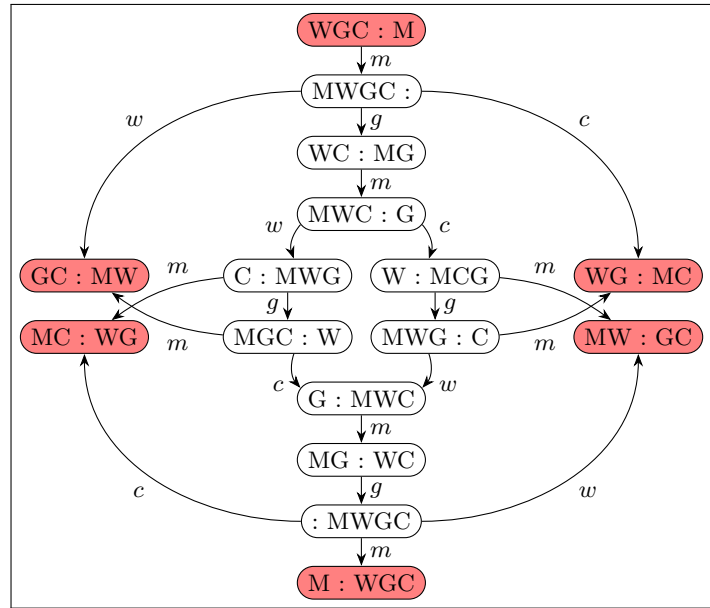 WGC : M
m
MWGC :
w
g
c
WC : MG
m
MWC : G
w
c
GC : MW
m
C : MWG
W : MCG
m
WG : MC
g
g
MC : WG
m
MGC : W
MWG : C
m
MW : GC
c
w
G : MWC
m
MG : WC
c
g
w
: MWGC
m
M : WGC